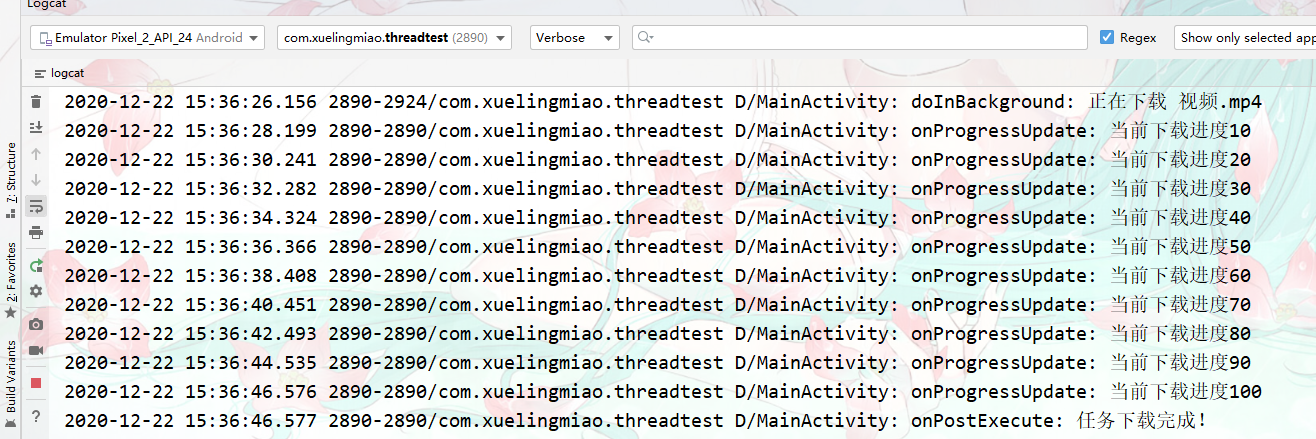 Logcat
Emulator Pixel_2_API_24 Android
com.xuelingmiao.threadtest (2890)
Verbose
Regex
Show only selected app
logcat
2020-12-22 15:36:26.156 2890-2924/com.xuelingmiao.threadtest D/MainActivity: doInBackground: 正在下载 视频.mp4
2020-12-22 15:36:28.199 2890-2890/com.xuelingmiao.threadtest D/MainActivity: onProgressUpdate: 当前下载进度10
2020-12-22 15:36:30.241 2890-2890/com.xuelingmiao.threadtest D/MainActivity: onProgressUpdate: 当前下载进度20
2020-12-22 15:36:32.282 2890-2890/com.xuelingmiao.threadtest D/MainActivity: onProgressUpdate: 当前下载进度30
2020-12-22 15:36:34.324 2890-2890/com.xuelingmiao.threadtest D/MainActivity: onProgressUpdate: 当前下载进度40
2020-12-22 15:36:36.366 2890-2890/com.xuelingmiao.threadtest D/MainActivity: onProgressUpdate: 当前下载进度50
2020-12-22 15:36:38.408 2890-2890/com.xuelingmiao.threadtest D/MainActivity: onProgressUpdate: 当前下载进度60
2020-12-22 15:36:40.451 2890-2890/com.xuelingmiao.threadtest D/MainActivity: onProgressUpdate: 当前下载进度70
2020-12-22 15:36:42.493 2890-2890/com.xuelingmiao.threadtest D/MainActivity: onProgressUpdate: 当前下载进度80
2020-12-22 15:36:44.535 2890-2890/com.xuelingmiao.threadtest D/MainActivity: onProgressUpdate: 当前下载进度90
2020-12-22 15:36:46.576 2890-2890/com.xuelingmiao.threadtest D/MainActivity: onProgressUpdate: 当前下载进度100
2020-12-22 15:36:46.577 2890-2890/com.xuelingmiao.threadtest D/MainActivity: onPostExecute: 任务下载完成！
7: Structure
2: Favorites
Build Variants